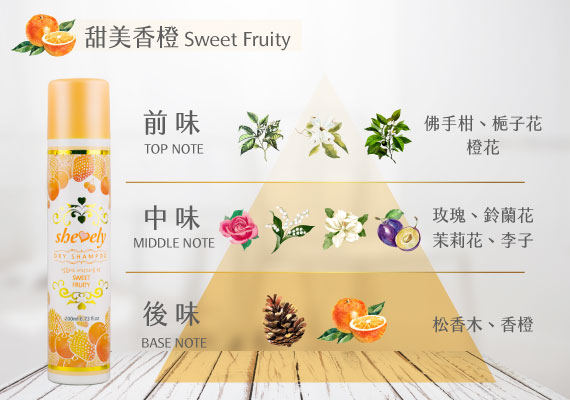 甜美香橙 Sweet Fruity
前味
TOP NOTE
佛手柑、梔子花
橙花
中味
MIDDLE NOTE
玫瑰、鈴蘭花
茉莉花、李子
後味
BASE NOTE
松香木、香橙
shevely
DRY SHAMPOO
SWEET
FRUITY